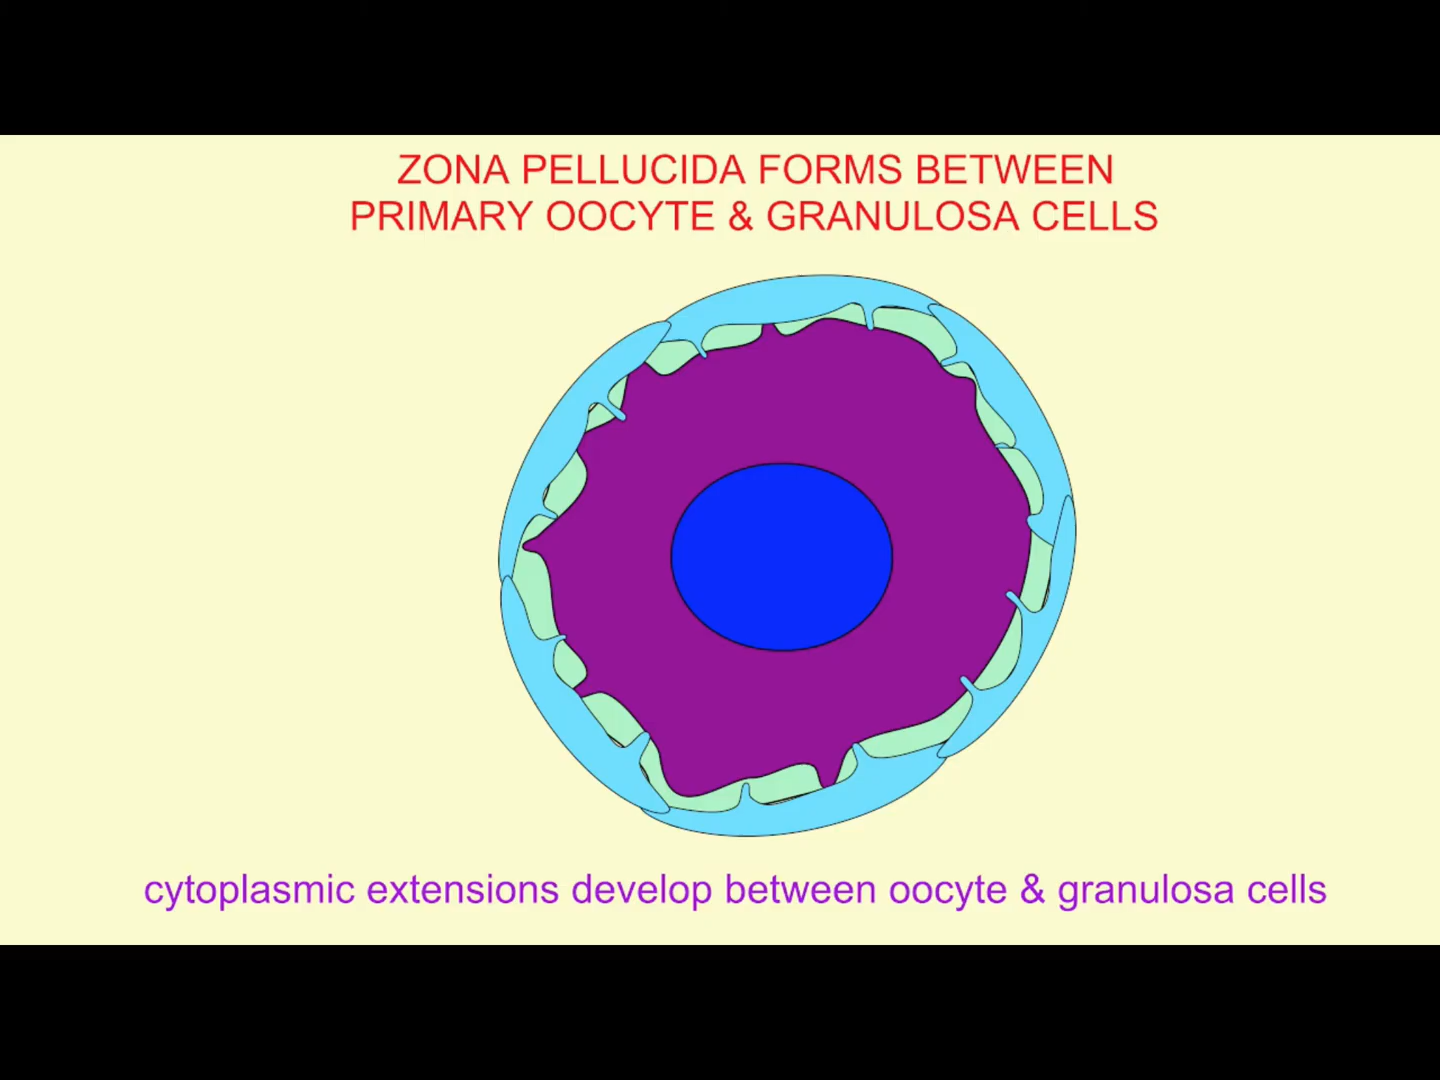 ZONA PELLUCIDA FORMS BETWEEN
PRIMARY OOCYTE & GRANULOSA CELLS
cytoplasmic extensions develop between oocyte & granulosa cells